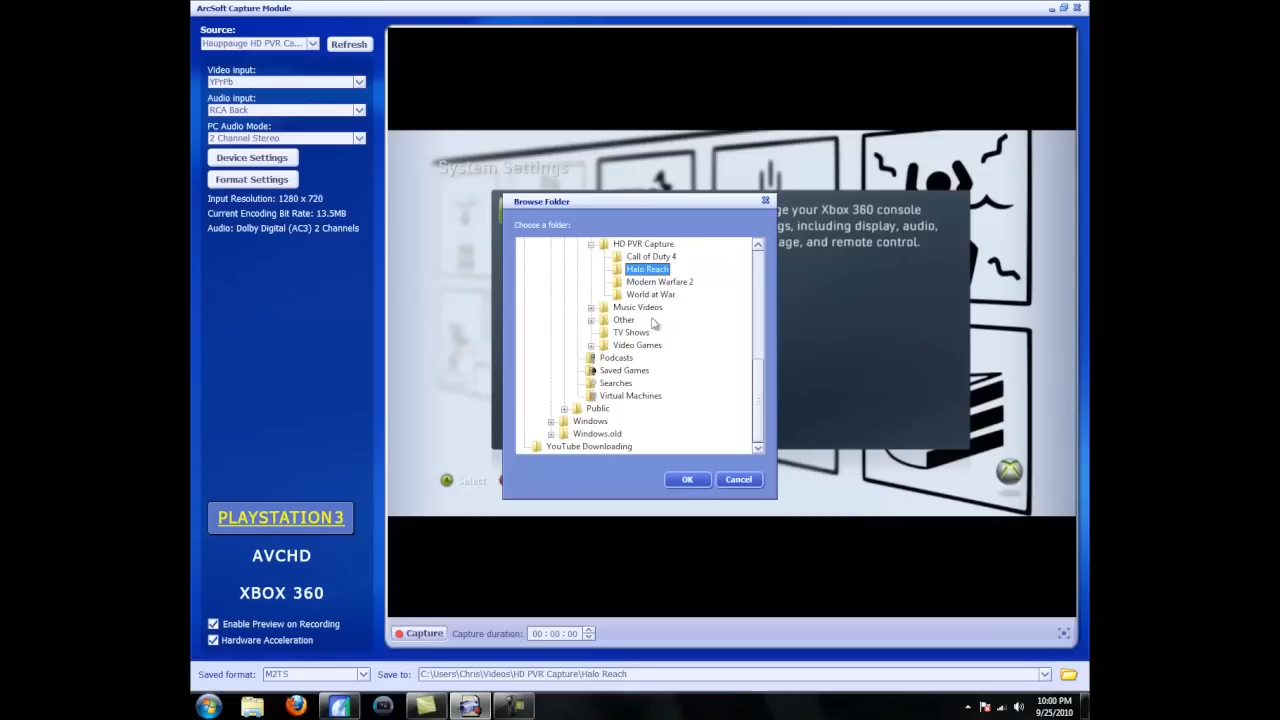 ArcSoft Capture Module
Source:
Hauppauge HD PVR Ca...
Refresh
Video input:
YPrPb
Audio input:
RCA Back
PC Audio Mode:
2 Channel Stereo
Device Settings
Format Settings
Input Resolution: 1280 x 720
Current Encoding Bit Rate: 13.5MB
Audio: Dolby Digital (AC3) 2 Channels
PLAYSTATION3
AVCHD
XBOX 360
Enable Preview on Recording
Hardware Acceleration
System Settings
ge your Xbox 360 console
gs, including display, audio,
age, and remote control.
Select
Browse Folder
Choose a folder:
HD PVR Capture
Call of Duty 4
Halo Reach
Modern Warfare 2
World at War
Music Videos
Other
TV Shows
Video Games
Podcasts
Saved Games
Searches
Virtual Machines
Public
Windows
Windows.old
YouTube Downloading
OK
Cancel
Capture
Capture duration:
00 : 00 : 00
Saved format:
M2TS
Save to:
C:\Users\Chris\Videos\HD PVR Capture\Halo Reach
10:00 PM
9/25/2010